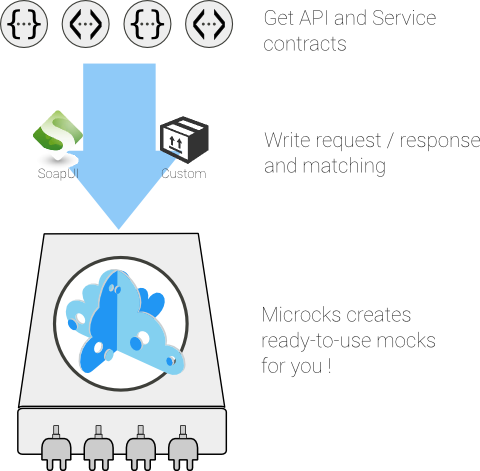 {...} <...> {...} <...>
Get API and Service
contracts
S
SoapUI
Custom
Write request / response
and matching
Microcks creates
ready-to-use mocks
for you !